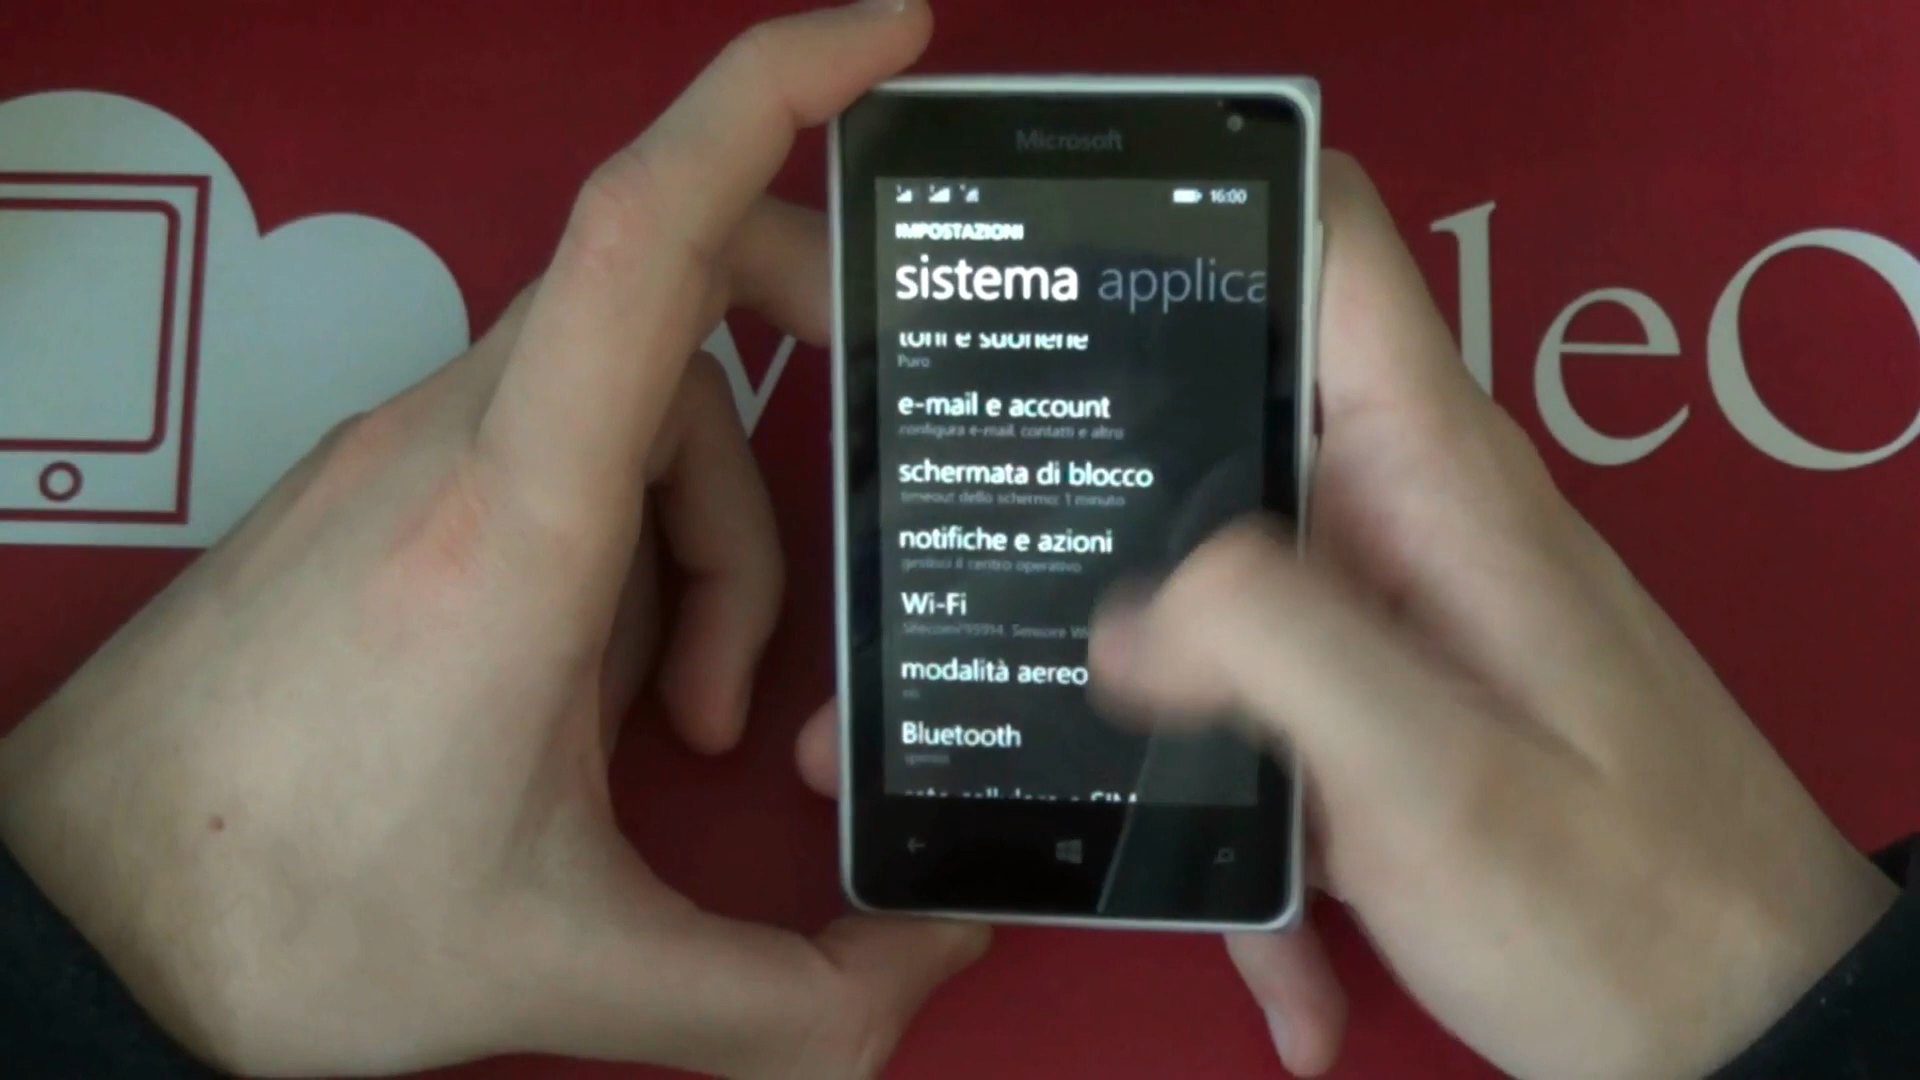 Microsoft
16:00
IMPOSTAZIONI
sistema applica
toni e suonerie
Puro
e-mail e account
configura e-mail, contatti e altro
schermata di blocco
timeout dello schermo: 1 minuto
notifiche e azioni
gestisci il centro operativo
Wi-Fi
modalità aereo
Bluetooth
y leO